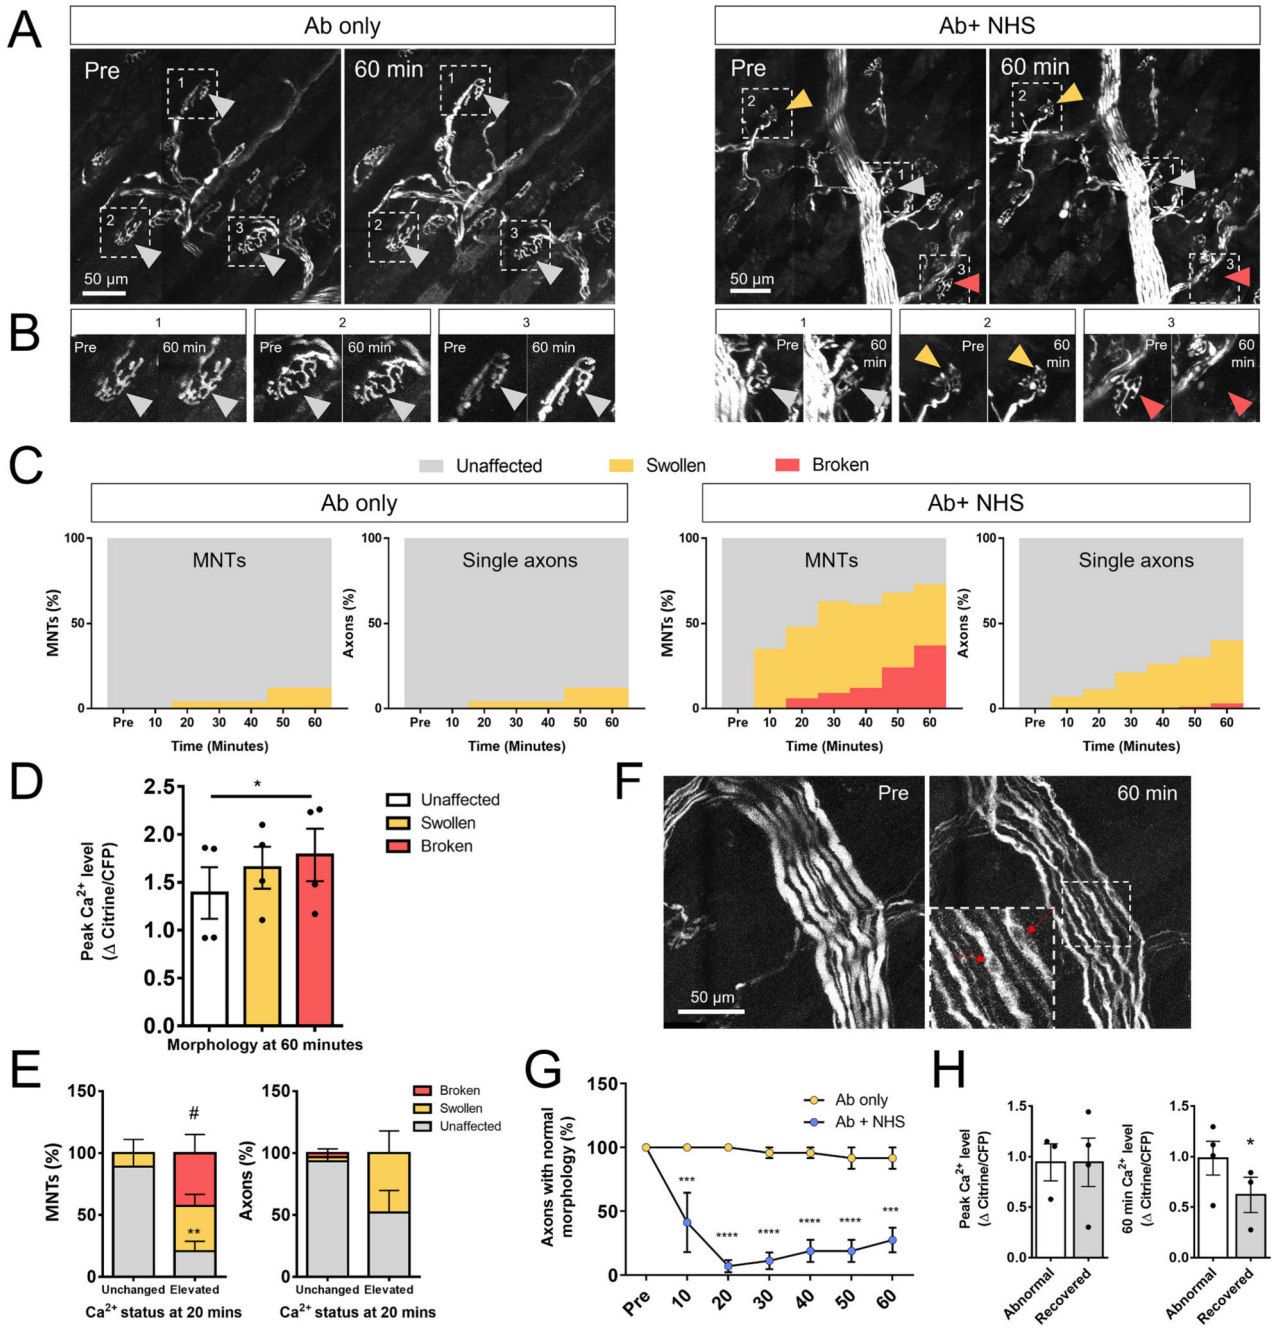 A
Ab only
Ab+ NHS
Pre
60 min
Pre
60 min
1
2
3
50 µm
1
2
3
2
1
3
50 µm
2
1
3
B
1
2
3
1
2
3
Pre
60 min
Pre
60 min
Pre
60 min
Pre
60
min
Pre
60
min
Pre
60
min
C
Unaffected
Swollen
Broken
Ab only
Ab+ NHS
MNTs
MNTs (%)
100
50
0
Pre 10 20 30 40 50 60
Time (Minutes)
Single axons
Axons (%)
100
50
0
Pre 10 20 30 40 50 60
Time (Minutes)
MNTs
MNTs (%)
100
50
0
Pre 10 20 30 40 50 60
Time (Minutes)
Single axons
Axons (%)
100
50
0
Pre 10 20 30 40 50 60
Time (Minutes)
D
Peak Ca2+ level
(Δ Citrine/CFP)
2.5
2.0
1.5
1.0
0.5
0.0
*
Morphology at 60 minutes
Unaffected
Swollen
Broken
F
Pre
60 min
50 µm
E
MNTs (%)
150
100
50
0
#
**
Unchanged Elevated
Ca2+ status at 20 mins
Axons (%)
150
100
50
0
Unchanged Elevated
Ca2+ status at 20 mins
Broken
Swollen
Unaffected
G
Axons with normal
morphology (%)
150
100
50
0
Ab only
Ab + NHS
***
****
****
****
****
***
Pre 10 20 30 40 50 60
H
Peak Ca2+ level
(Δ Citrine/CFP)
1.5
1.0
0.5
0.0
Abnormal
Recovered
60 min Ca2+ level
(Δ Citrine/CFP)
1.5
1.0
0.5
0.0
*
Abnormal
Recovered